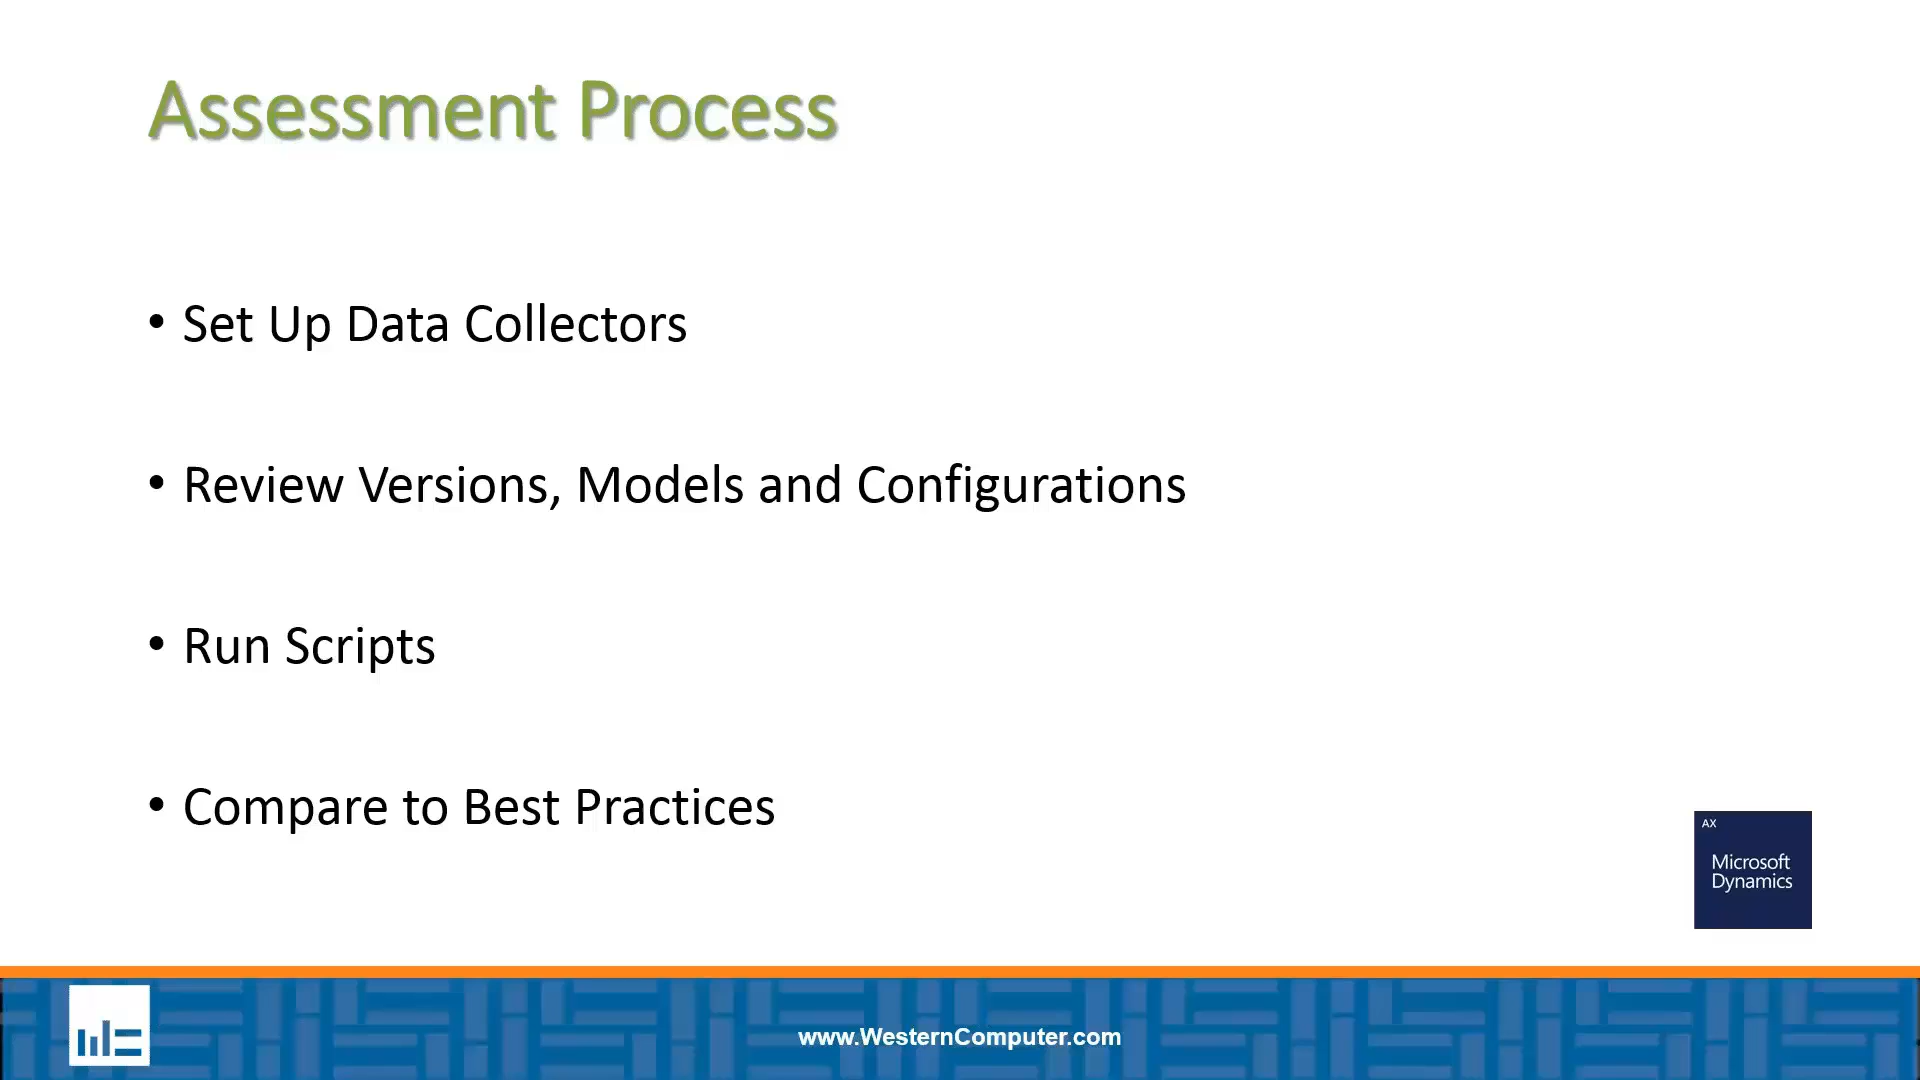 Assessment Process
• Set Up Data Collectors
• Review Versions, Models and Configurations
• Run Scripts
• Compare to Best Practices
AX
Microsoft
Dynamics
www.WesternComputer.com